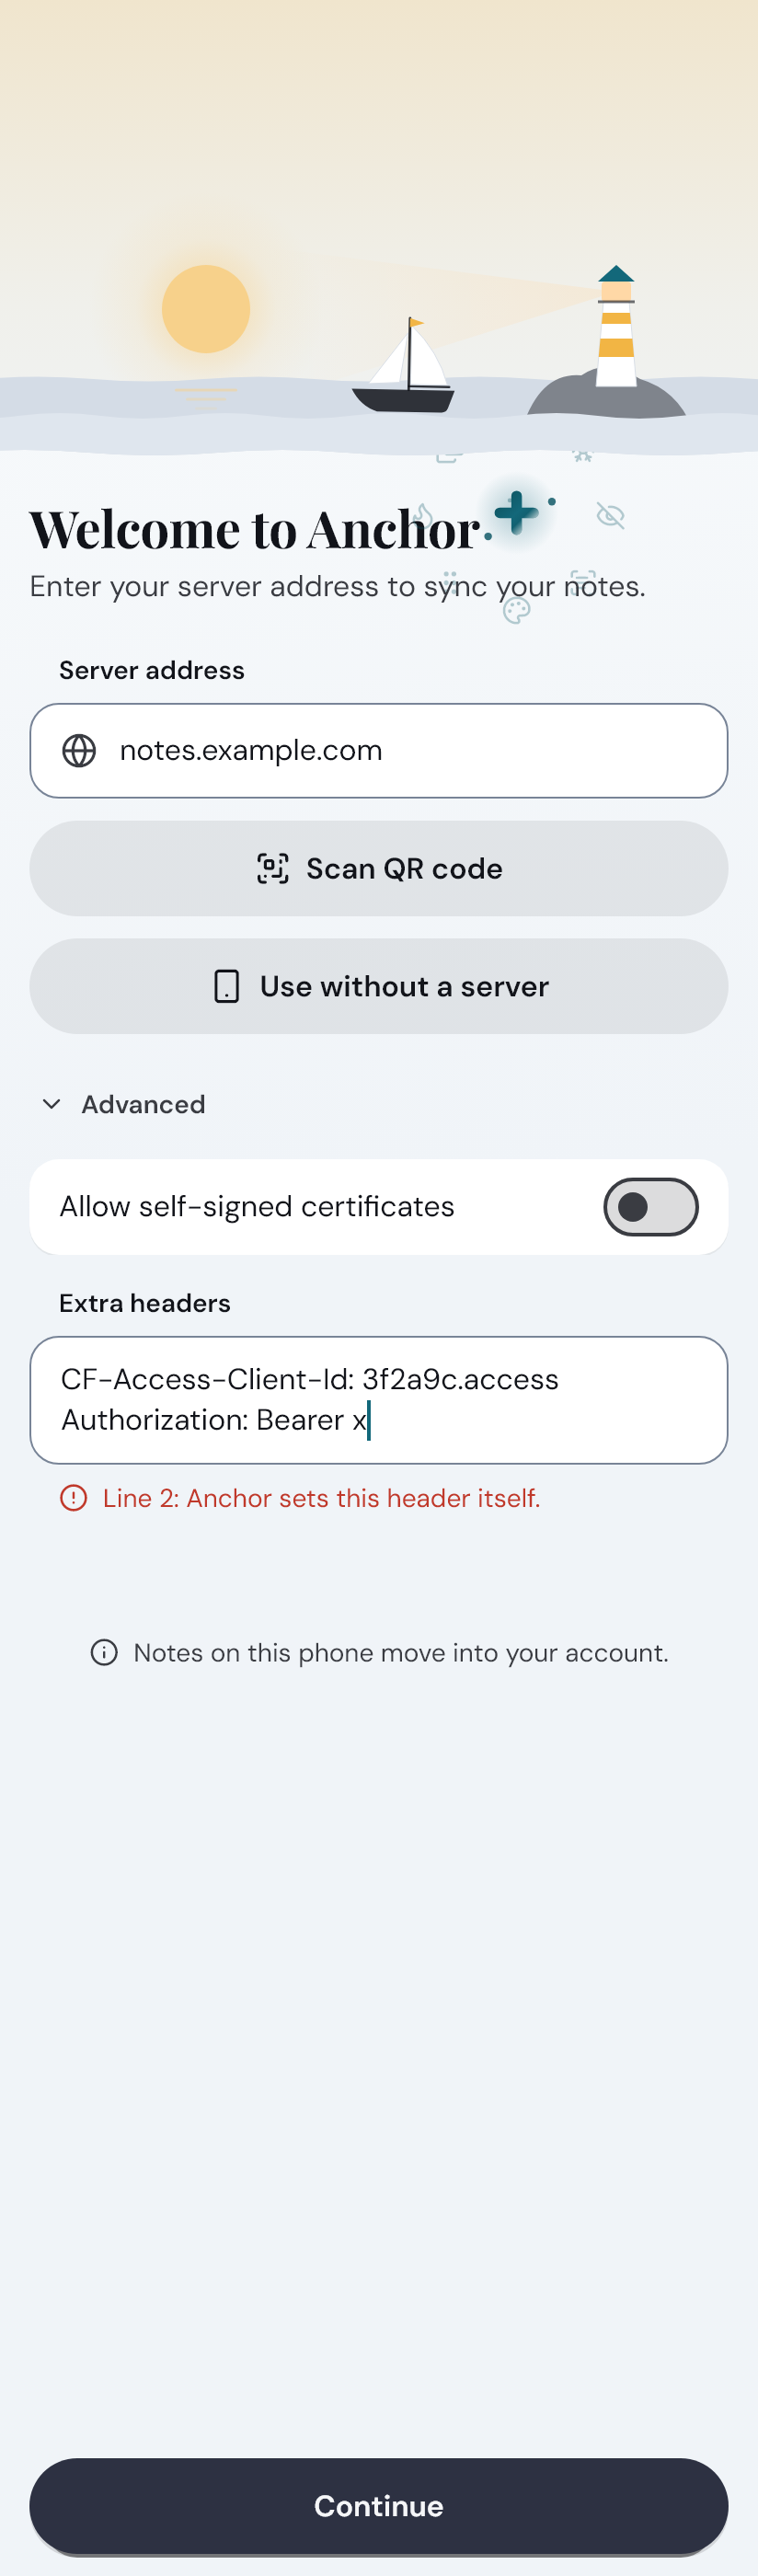 Welcome to Anchor
Enter your server address to sync your notes.
Server address
notes.example.com
Scan QR code
Use without a server
Advanced
Allow self-signed certificates
Extra headers
CF-Access-Client-Id: 3f2a9c.access
Authorization: Bearer x
Line 2: Anchor sets this header itself.
Notes on this phone move into your account.
Continue